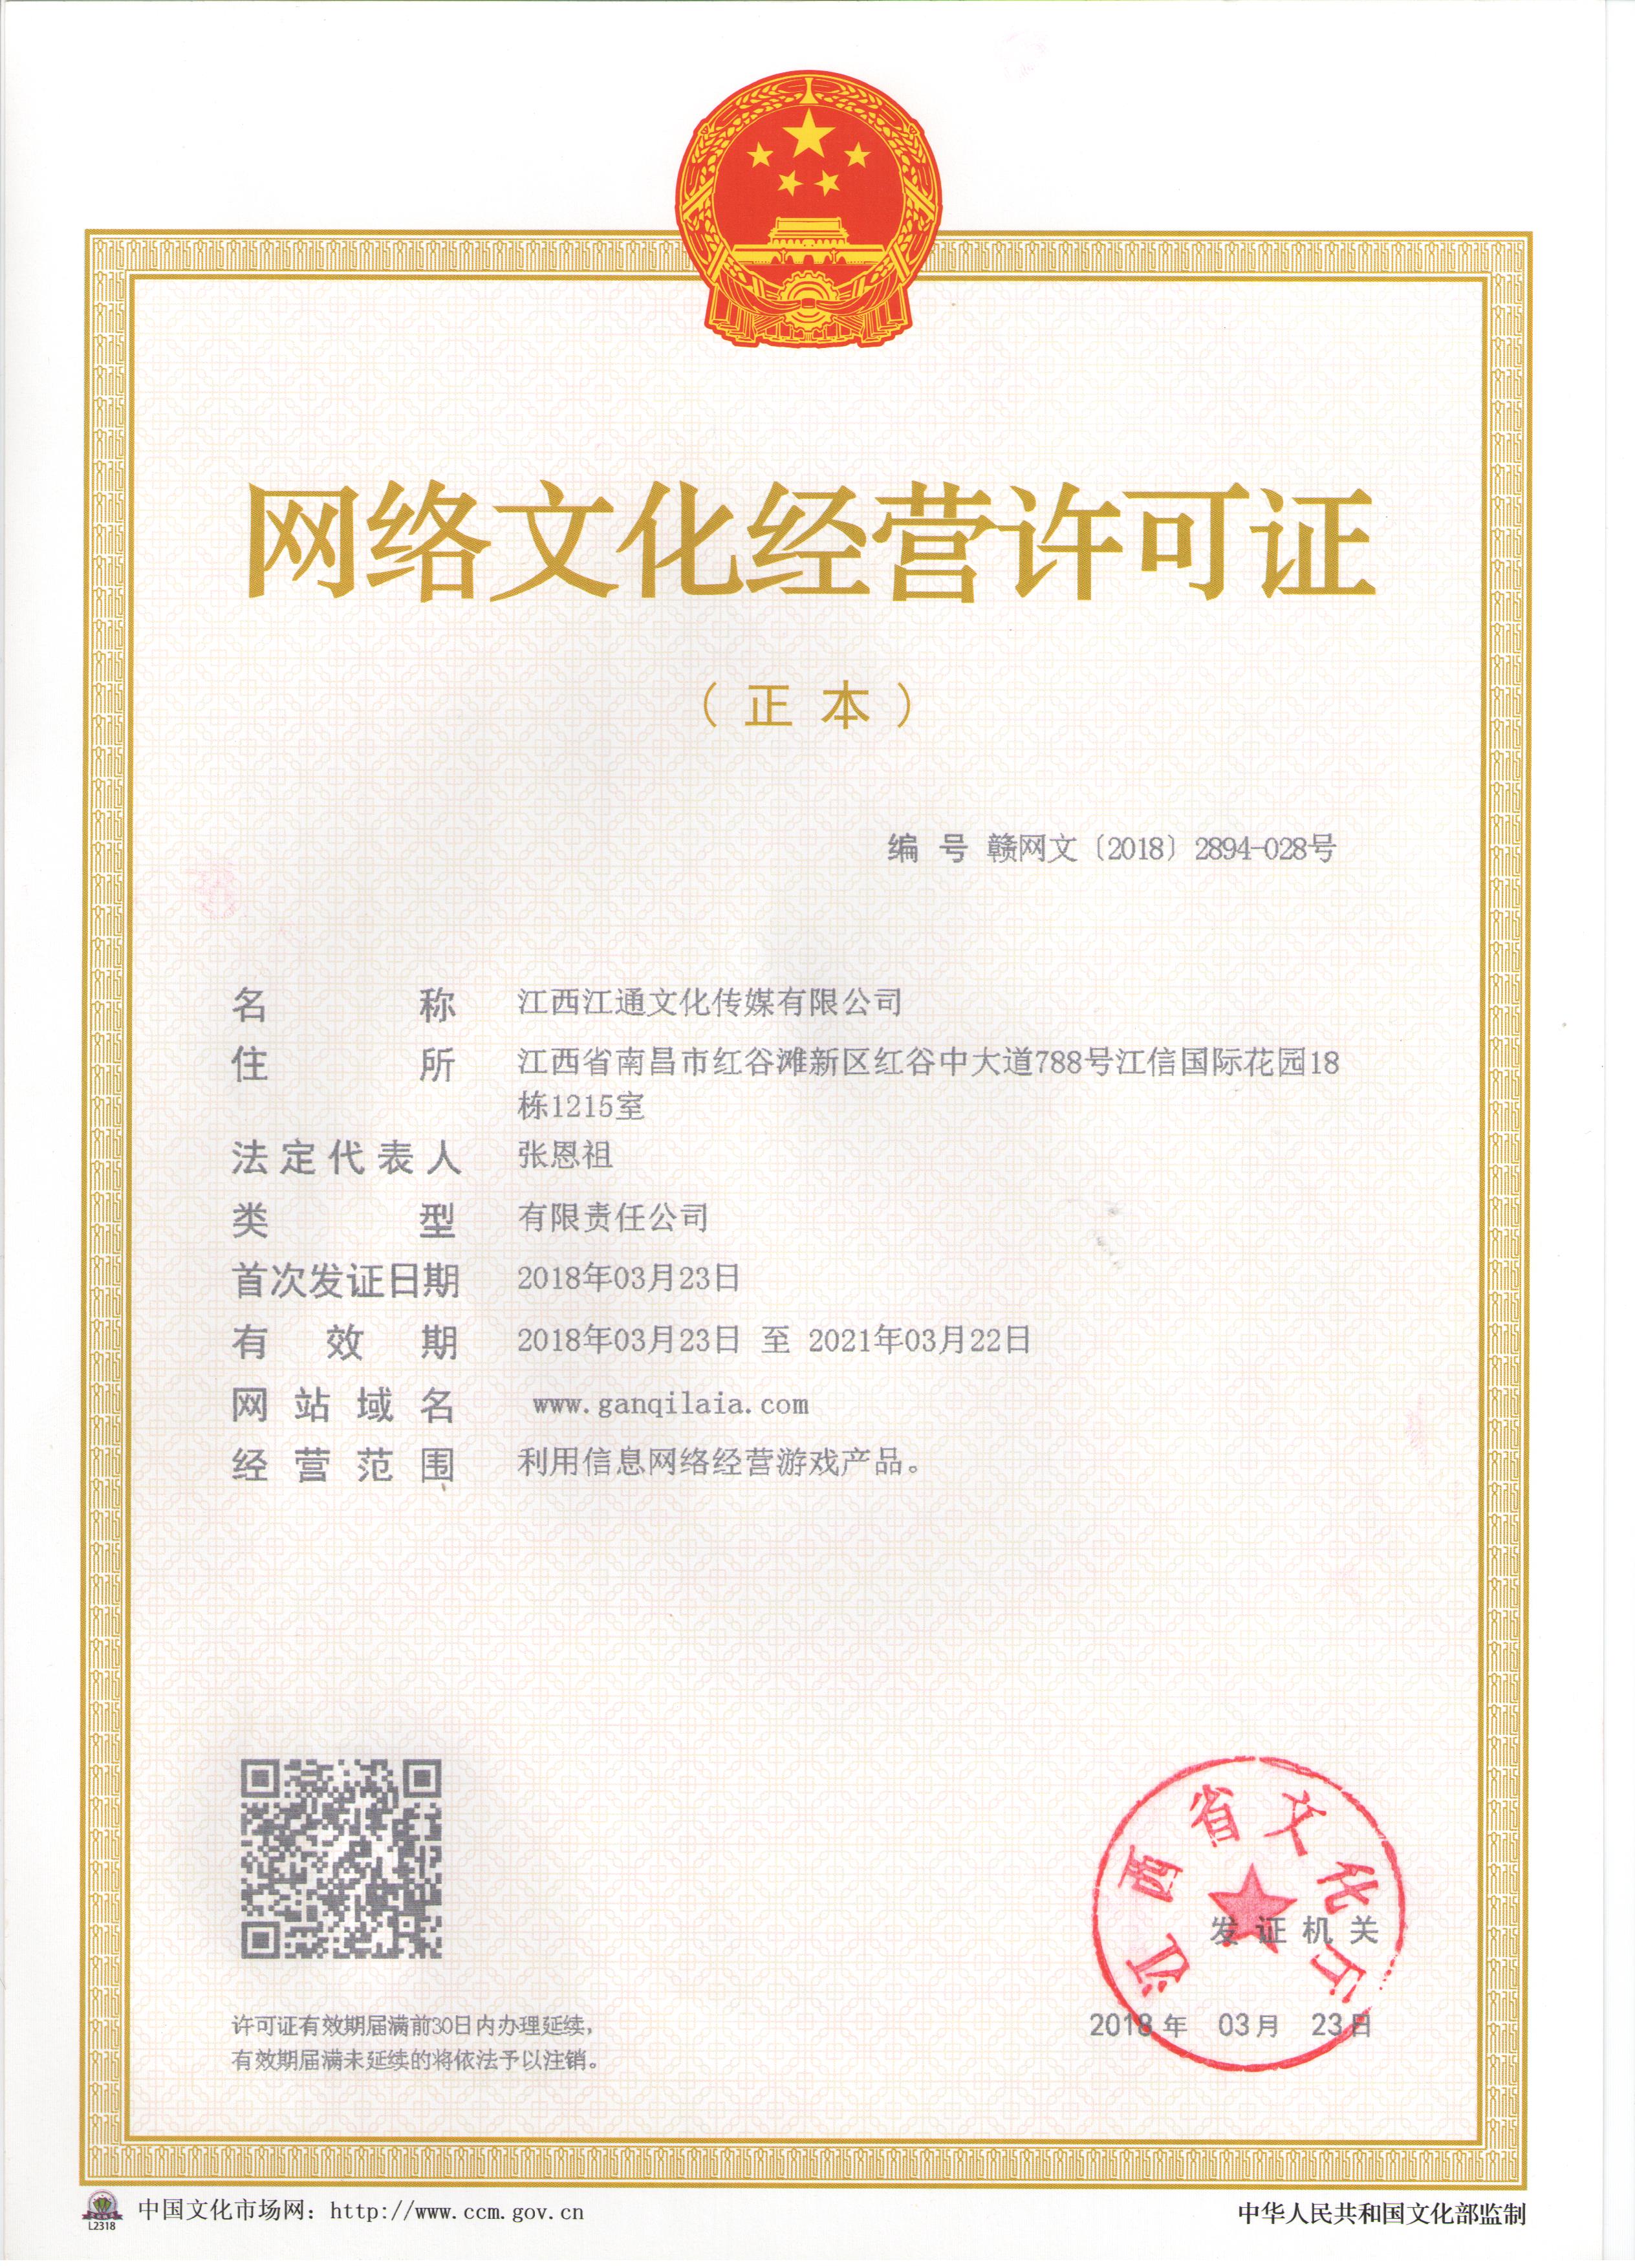 网络文化经营许可证
（正本）
编号 赣网文〔2018〕2894-028号
名称 江西江通文化传媒有限公司
住所 江西省南昌市红谷滩新区红谷中大道788号江信国际花园18
栋1215室
法定代表人 张恩祖
类型 有限责任公司
首次发证日期 2018年03月23日
有效期 2018年03月23日 至 2021年03月22日
网站域名 www.ganqilaia.com
经营范围 利用信息网络经营游戏产品。
江西省文化厅
发证机关
2018年 03月 23日
许可证有效期届满前30日内办理延续，
有效期届满未延续的将依法予以注销。
L2318
中国文化市场网：http://www.ccm.gov.cn
中华人民共和国文化部监制